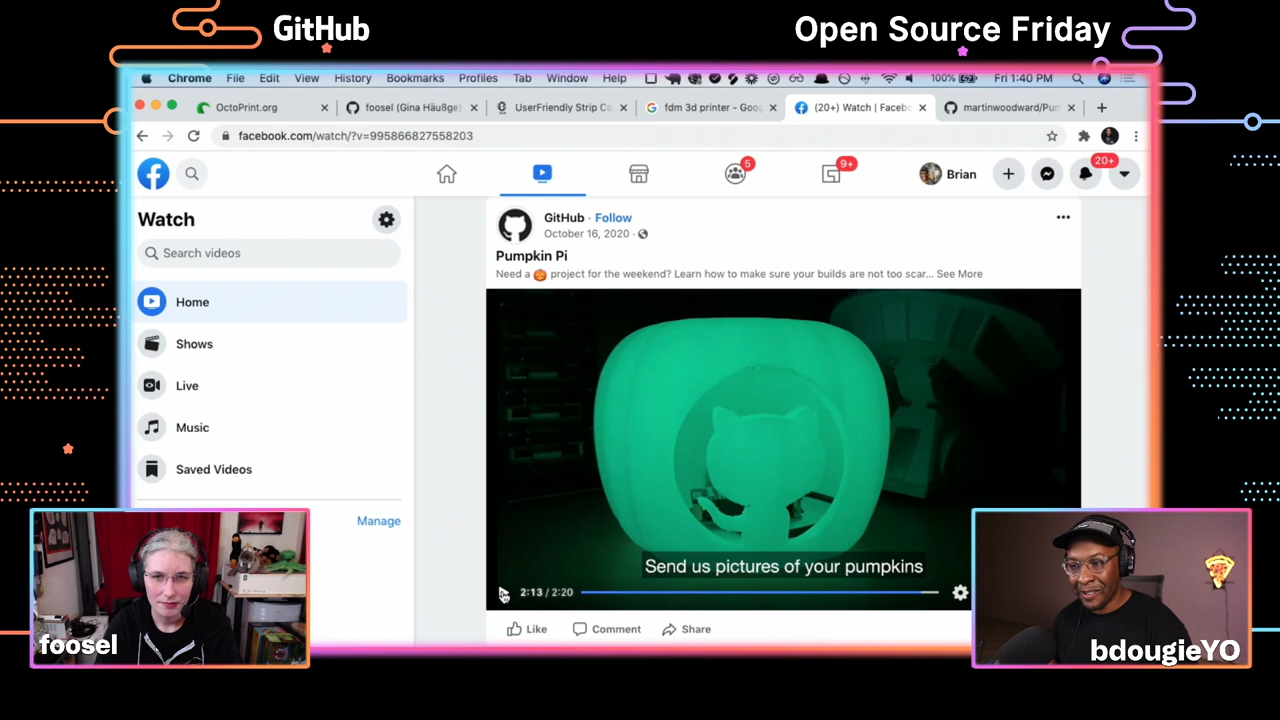 GitHub
Open Source Friday
Chrome File Edit View History Bookmarks Profiles Tab Window Help 100% Fri 1:40 PM
OctoPrint.org
foosel (Gina Häußge)
UserFriendly Strip Co
fdm 3d printer - Goo
(20+) Watch | Facebo
martinwoodward/Pun
facebook.com/watch/?v=995866827558203
5
9+
Brian
20+
Watch
Search videos
Home
Shows
Live
Music
Saved Videos
Manage
GitHub · Follow
October 16, 2020 ·
Pumpkin Pi
Need a project for the weekend? Learn how to make sure your builds are not too scar... See More
Send us pictures of your pumpkins
2:13 / 2:20
Like Comment Share
foosel
bdougieYO